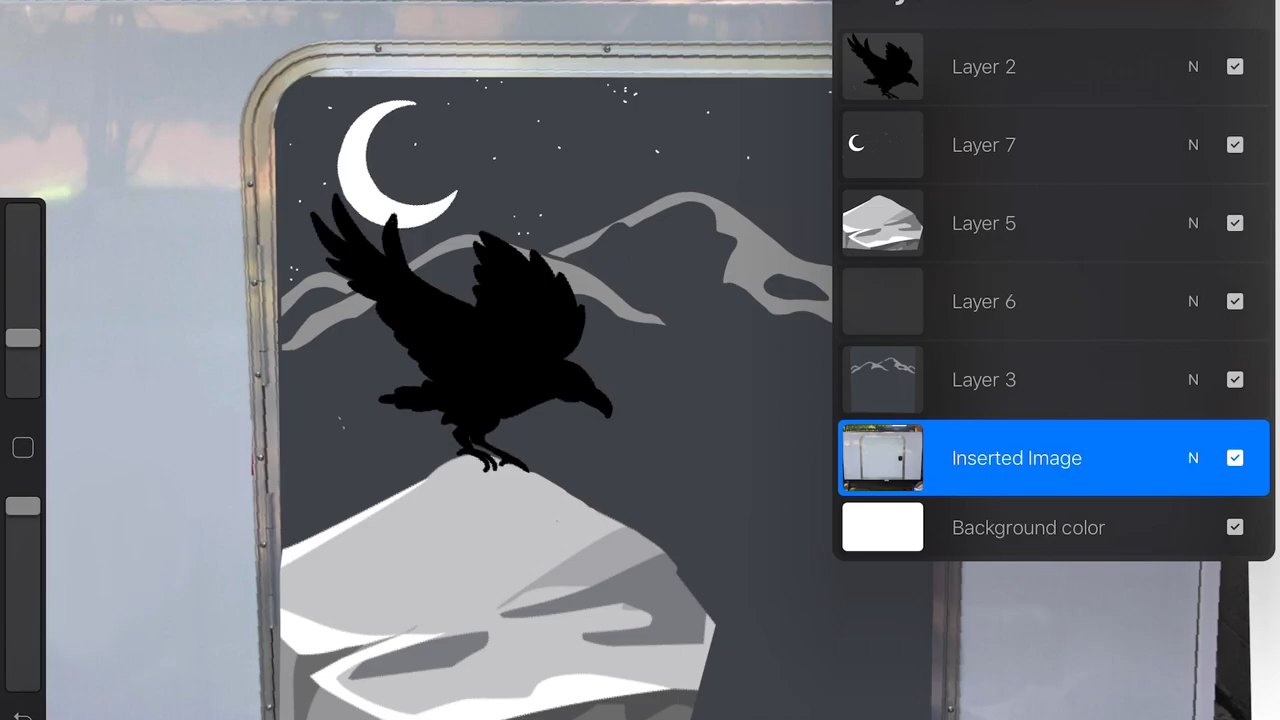 Layer 2 N
Layer 7 N
Layer 5 N
Layer 6 N
Layer 3 N
Inserted Image N
Background color